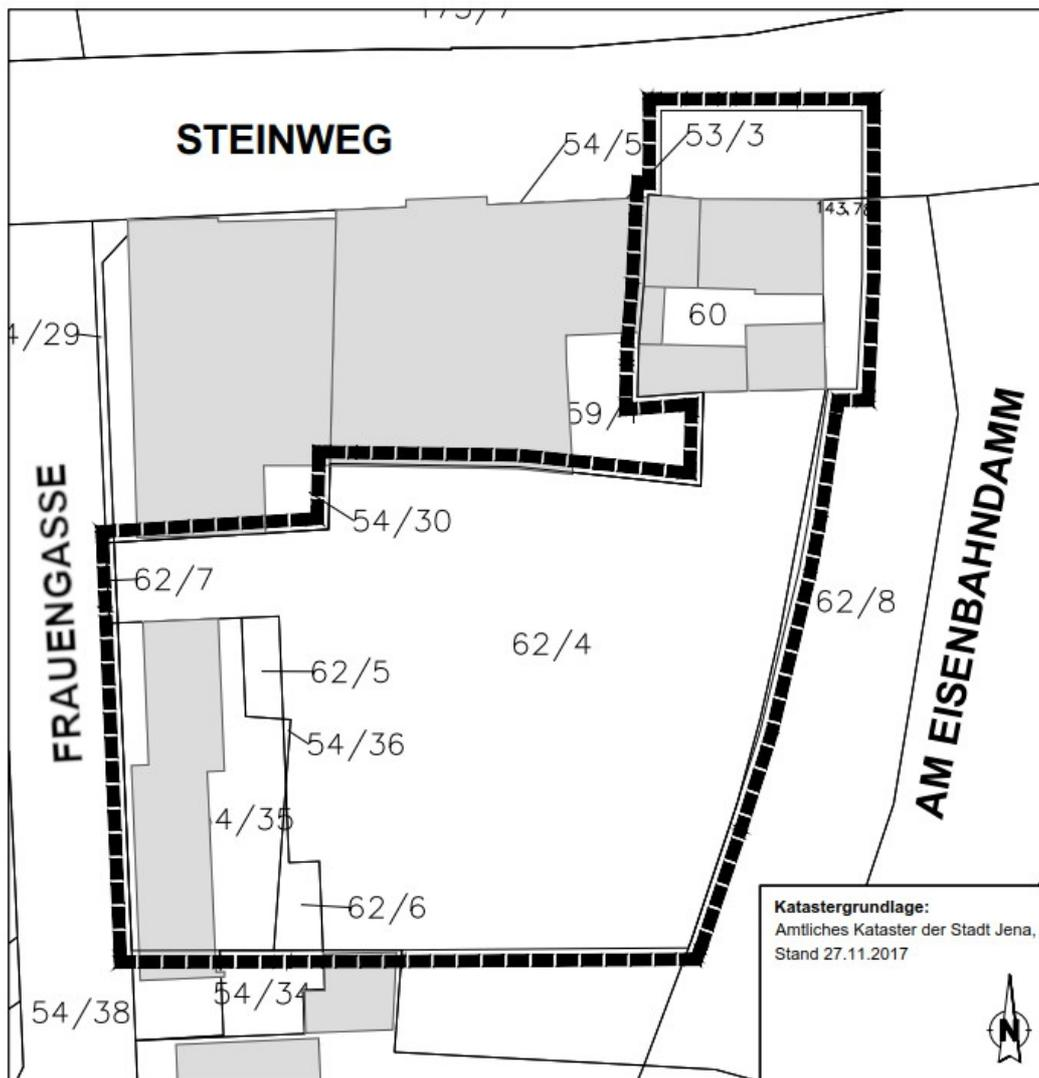 STEINWEG
54/5
53/3
143.78
4/29
60
59/
54/30
62/7
62/8
62/4
62/5
54/36
4/35
62/6
54/34
54/38
FRAUENGASSE
AM EISENBAHNDAMM
Katastergrundlage:
Amtliches Kataster der Stadt Jena,
Stand 27.11.2017
N